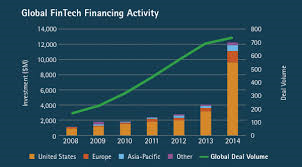 Global FinTech Financing Activity
14,000 800
12,000 700
10,000 600
8,000 500
6,000 400
4,000 300
2,000 200
0 100
0
Investment ($M)
Deal Volume
2008 2009 2010 2011 2012 2013 2014
United States Europe Asia-Pacific Other Global Deal Volume